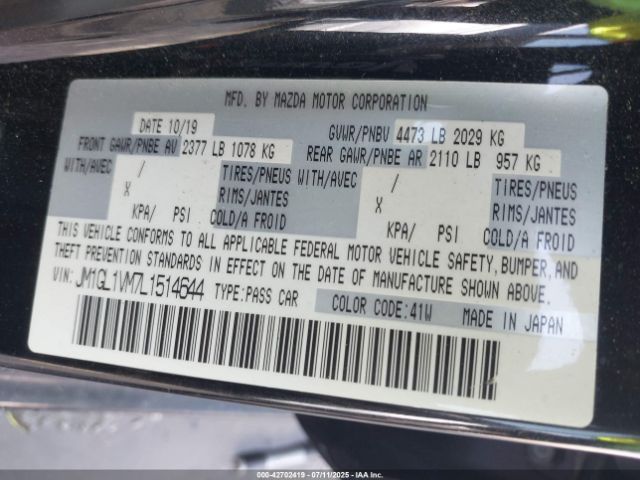 MFD. BY MAZDA MOTOR CORPORATION
DATE 10/19 GVWR/PNBV 4473 LB 2029 KG
FRONT GAWR/PNBE AV 2377 LB 1078 KG REAR GAWR/PNBE AR 2110 LB 957 KG
WITH/AVEC / TIRES/PNEUS WITH/AVEC / TIRES/PNEUS
X RIMS/JANTES X RIMS/JANTES
KPA/ PSI COLD/A FROID KPA/ PSI COLD/A FROID
THIS VEHICLE CONFORMS TO ALL APPLICABLE FEDERAL MOTOR VEHICLE SAFETY, BUMPER, AND
THEFT PREVENTION STANDARDS IN EFFECT ON THE DATE OF MANUFACTURE SHOWN ABOVE.
VIN: JM1GL1VM7L1514644 TYPE: PASS CAR COLOR CODE: 41W MADE IN JAPAN
000-42702419 - 07/11/2025 - IAA Inc.